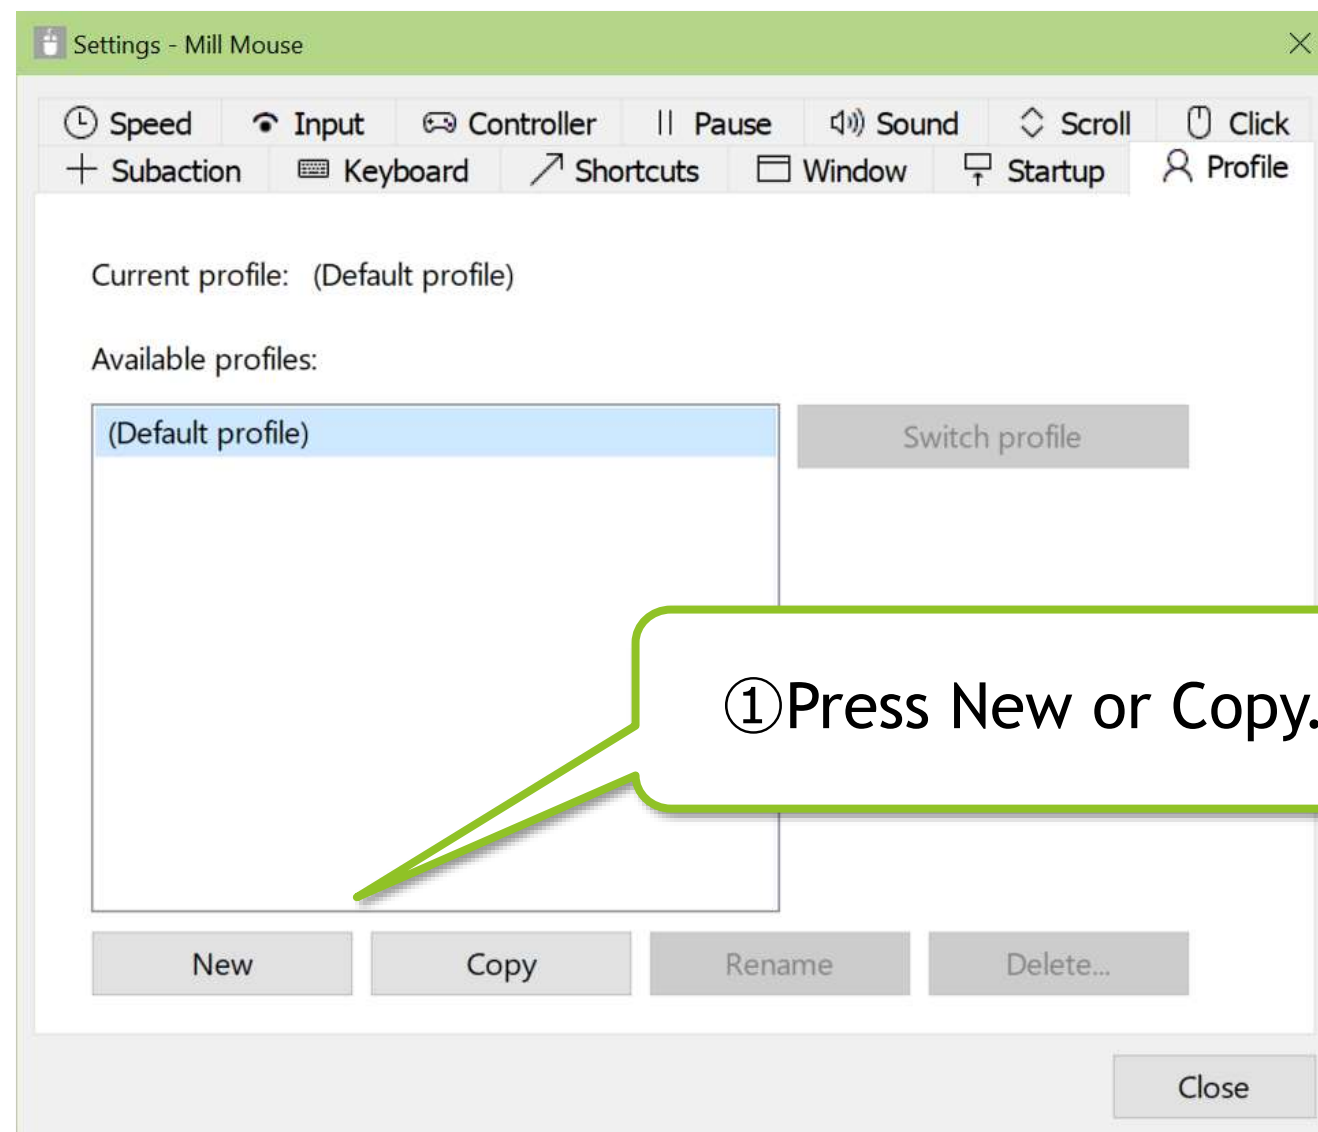 Settings - Mill Mouse
Speed Input Controller Pause Sound Scroll Click
Subaction Keyboard Shortcuts Window Startup Profile
Current profile: (Default profile)
Available profiles:
(Default profile)
Switch profile
①Press New or Copy.
New Copy Rename Delete...
Close